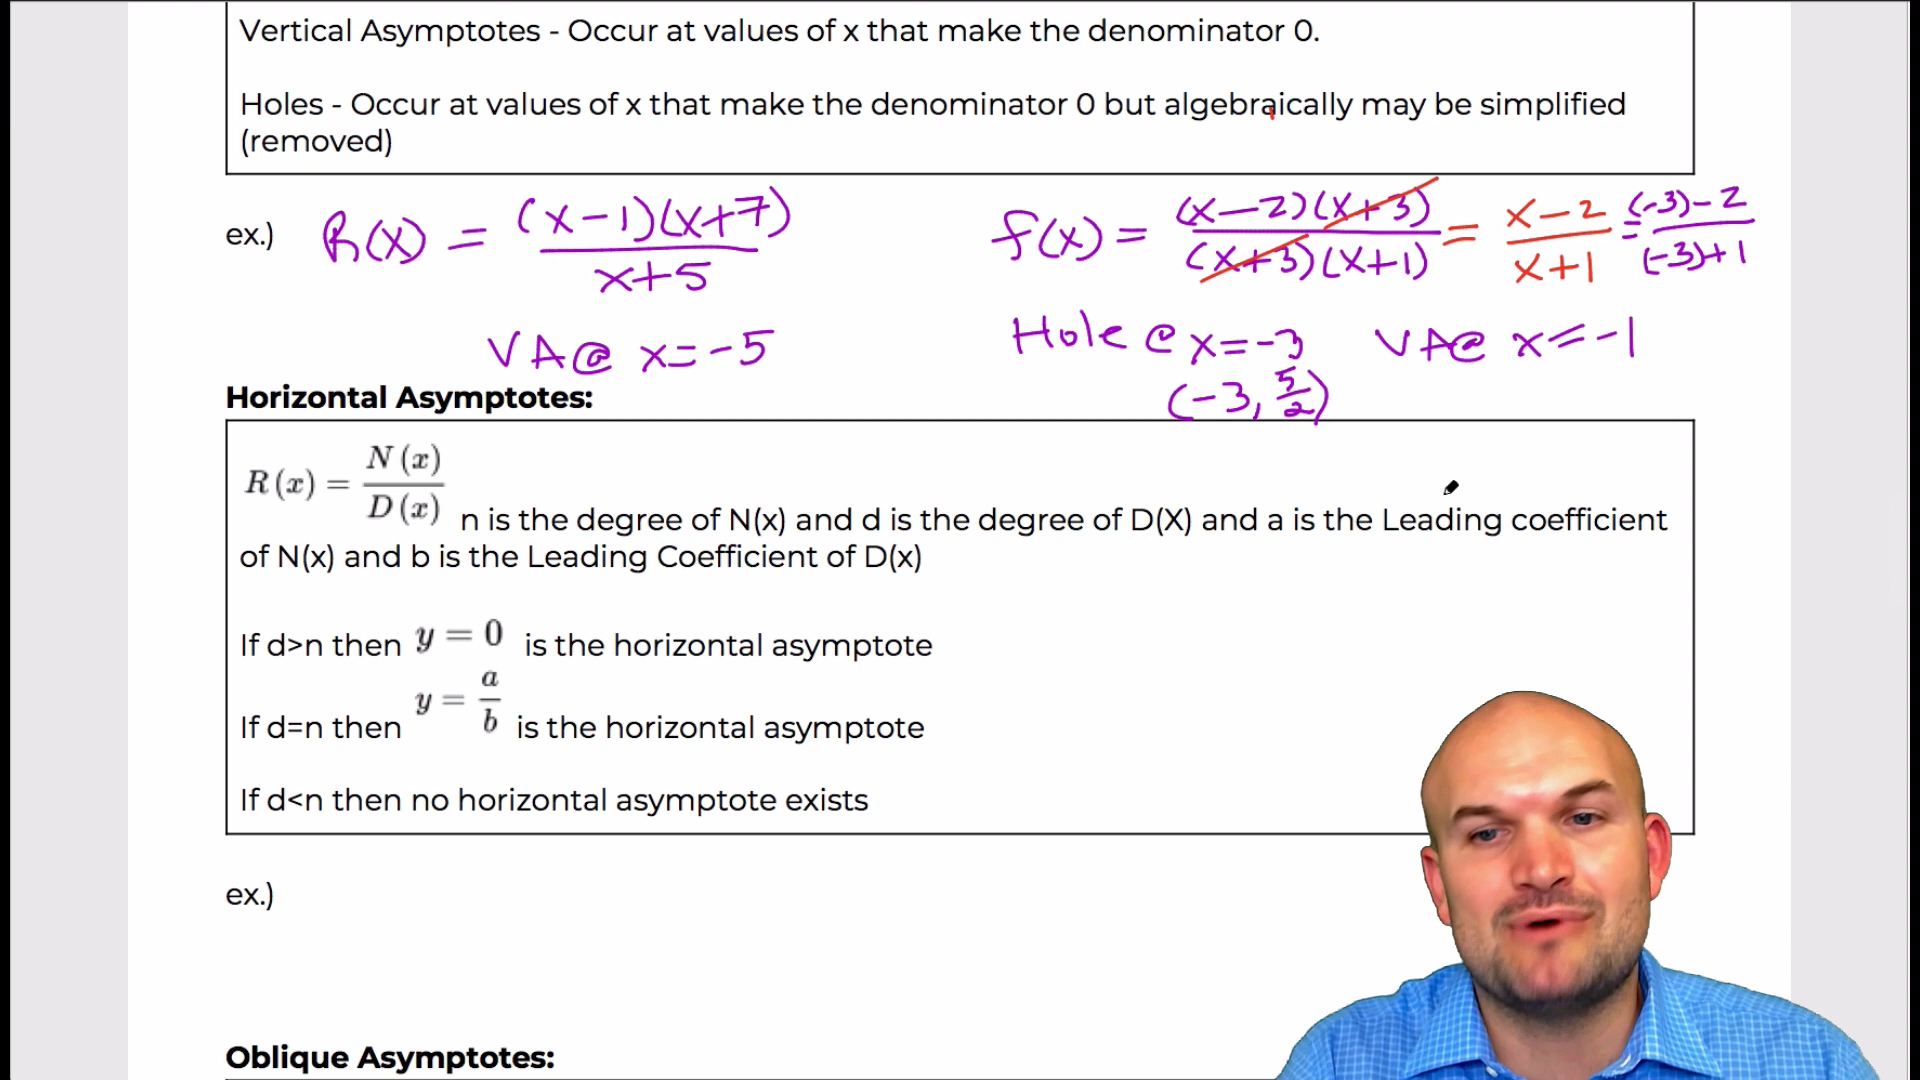 Vertical Asymptotes - Occur at values of x that make the denominator 0.
Holes - Occur at values of x that make the denominator 0 but algebraically may be simplified
(removed)
ex.) R(x) = (x-1)(x+7)/x+5
f(x) = (x-2)(x+3)/(x+3)(x+1) = x-2/x+1 = (-3)-2/(-3)+1
VA@ x=-5
Hole @ x=-3 VA@ x=-1
(-3, 5/2)
Horizontal Asymptotes:
R(x) = N(x)/D(x) n is the degree of N(x) and d is the degree of D(X) and a is the Leading coefficient
of N(x) and b is the Leading Coefficient of D(x)
If d>n then y = 0 is the horizontal asymptote
If d=n then y = a/b is the horizontal asymptote
If d<n then no horizontal asymptote exists
ex.)
Oblique Asymptotes: